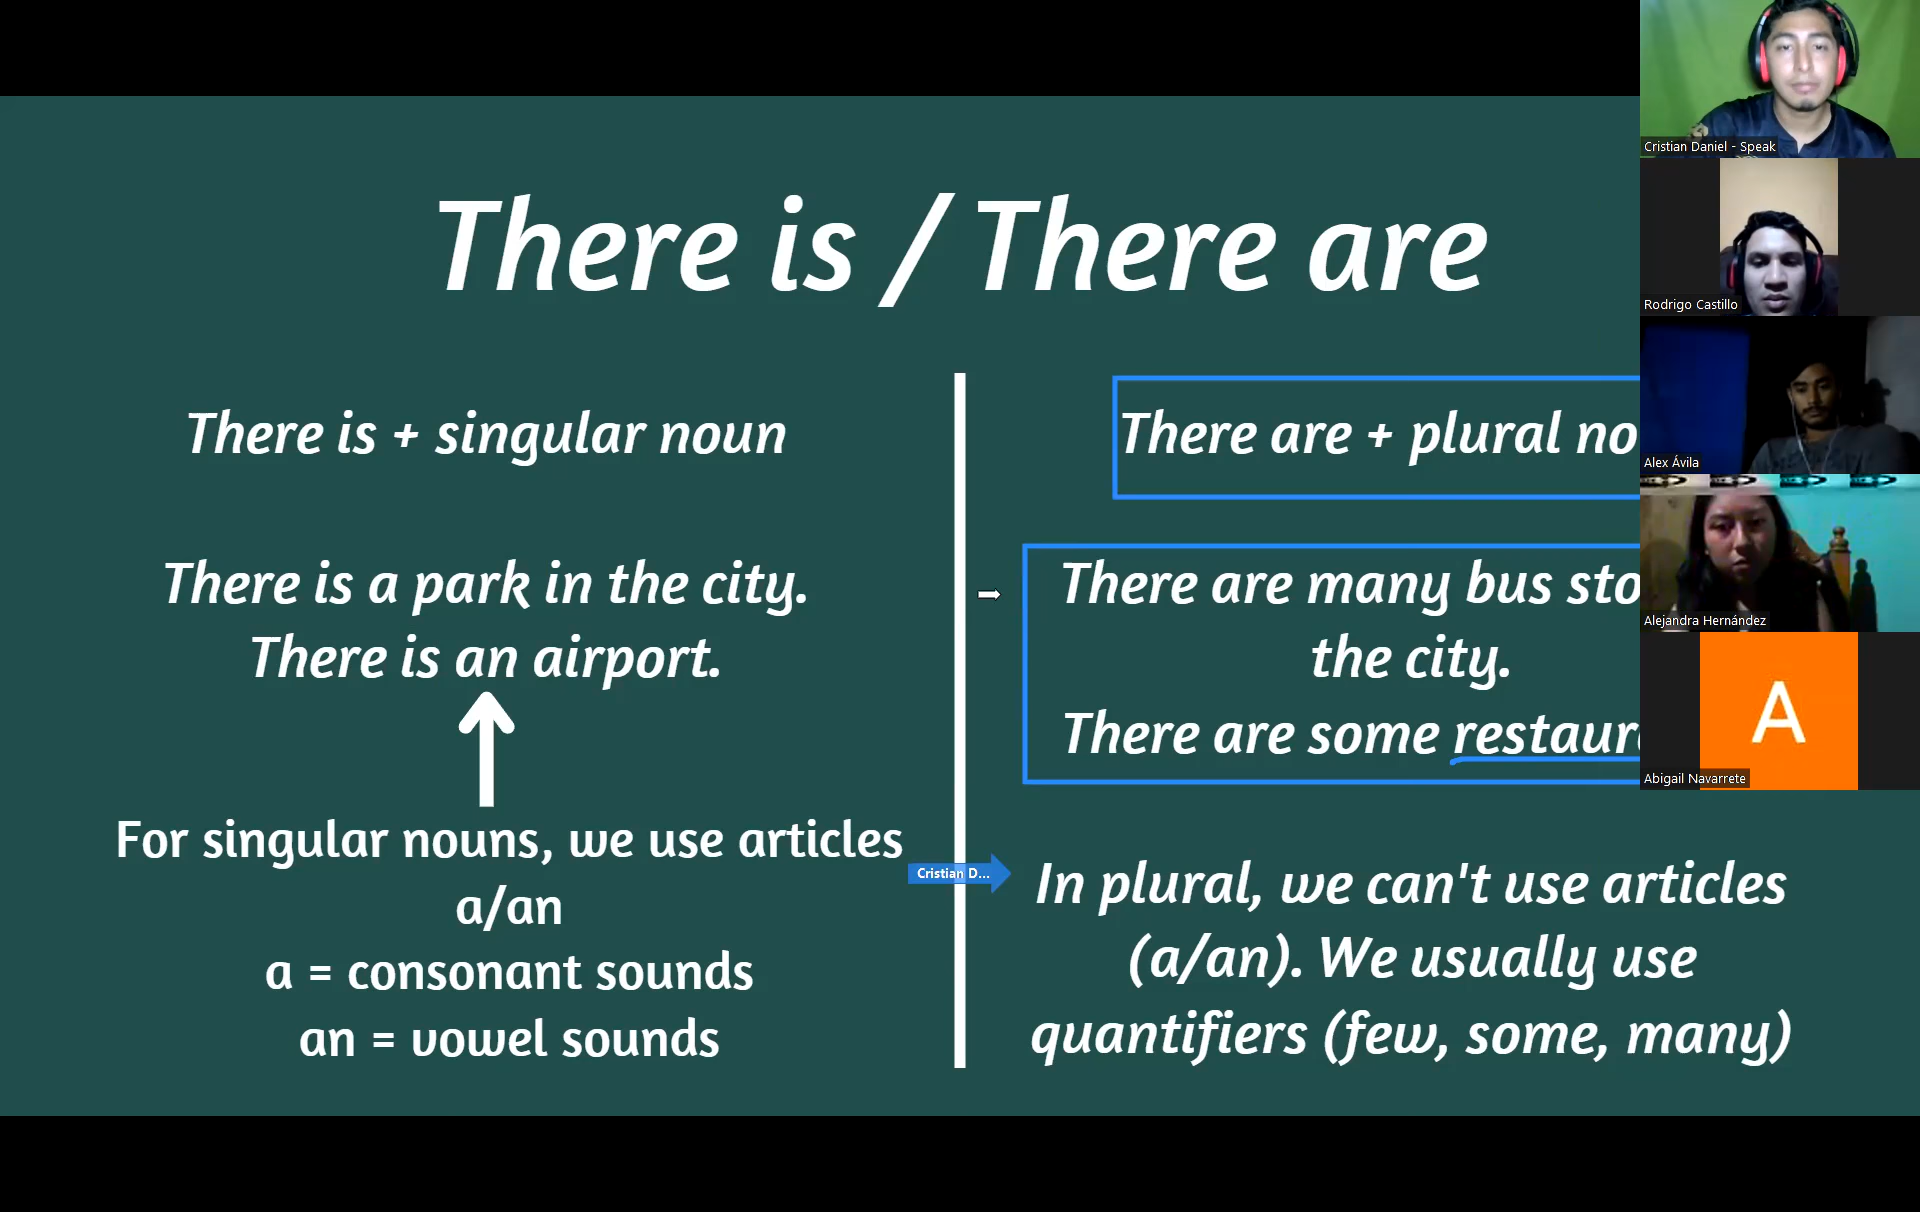 There is / There are
There is + singular noun
There is a park in the city.
There is an airport.
For singular nouns, we use articles
a/an
a = consonant sounds
an = vowel sounds
There are + plural
There are many bus
the city.
There are some
Cristian D...
In plural, we can't use articles
(a/an). We usually use
quantifiers (few, some, many)
Cristian Daniel - Speak
Rodrigo Castillo
Alex Ávila
Alejandra Hernández
A
Abigail Navarrete